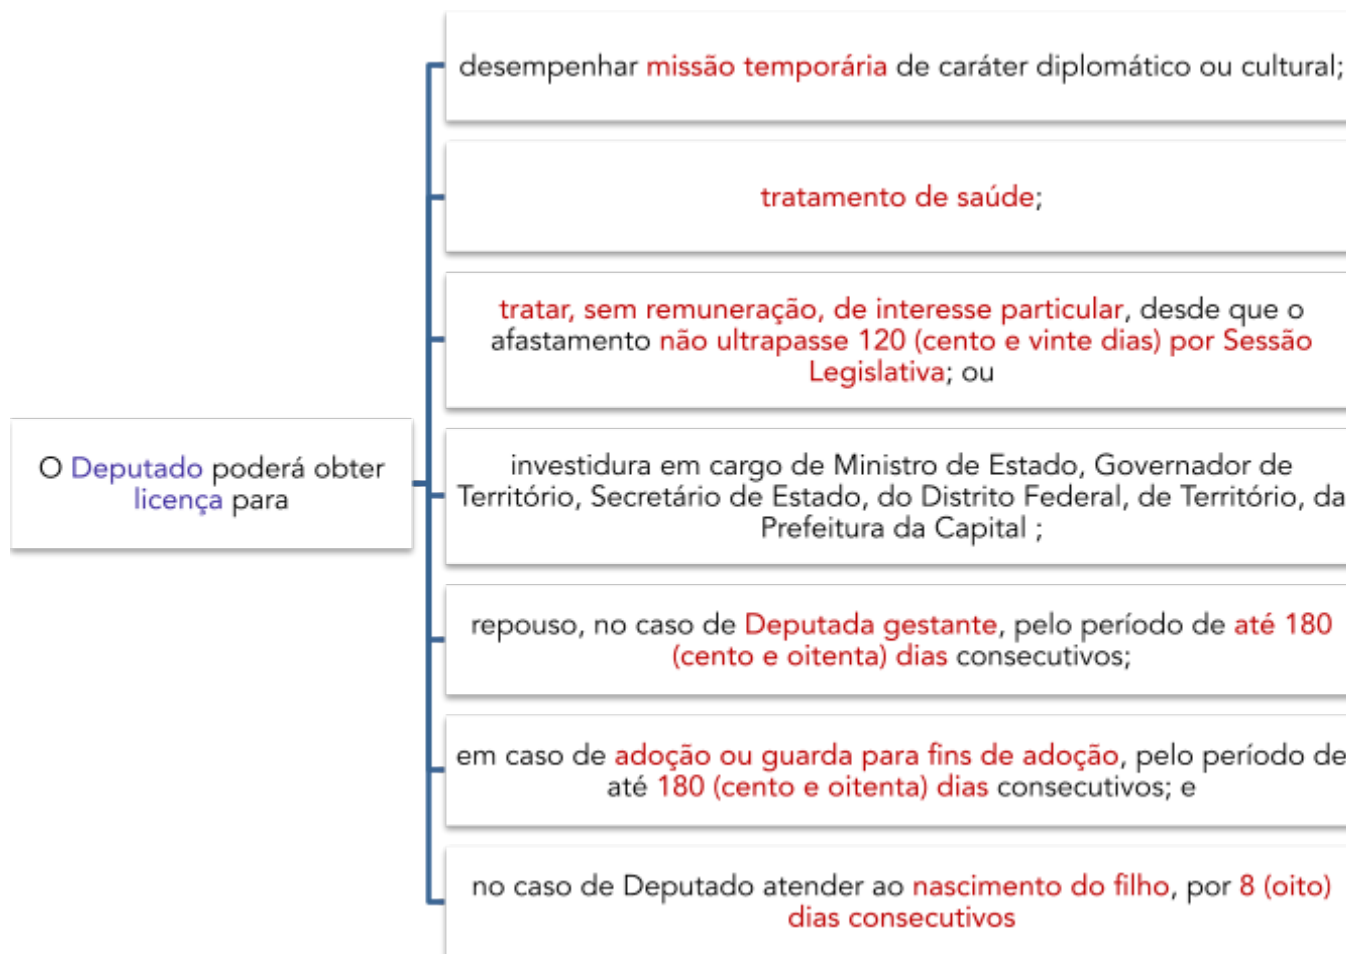 desempenhar missão temporária de caráter diplomático ou cultural;
tratamento de saúde;
tratar, sem remuneração, de interesse particular, desde que o
afastamento não ultrapasse 120 (cento e vinte dias) por Sessão
Legislativa; ou
O Deputado poderá obter
licença para
investidura em cargo de Ministro de Estado, Governador de
Território, Secretário de Estado, do Distrito Federal, de Território, da
Prefeitura da Capital ;
repouso, no caso de Deputada gestante, pelo período de até 180
(cento e oitenta) dias consecutivos;
em caso de adoção ou guarda para fins de adoção, pelo período de
até 180 (cento e oitenta) dias consecutivos; e
no caso de Deputado atender ao nascimento do filho, por 8 (oito)
dias consecutivos